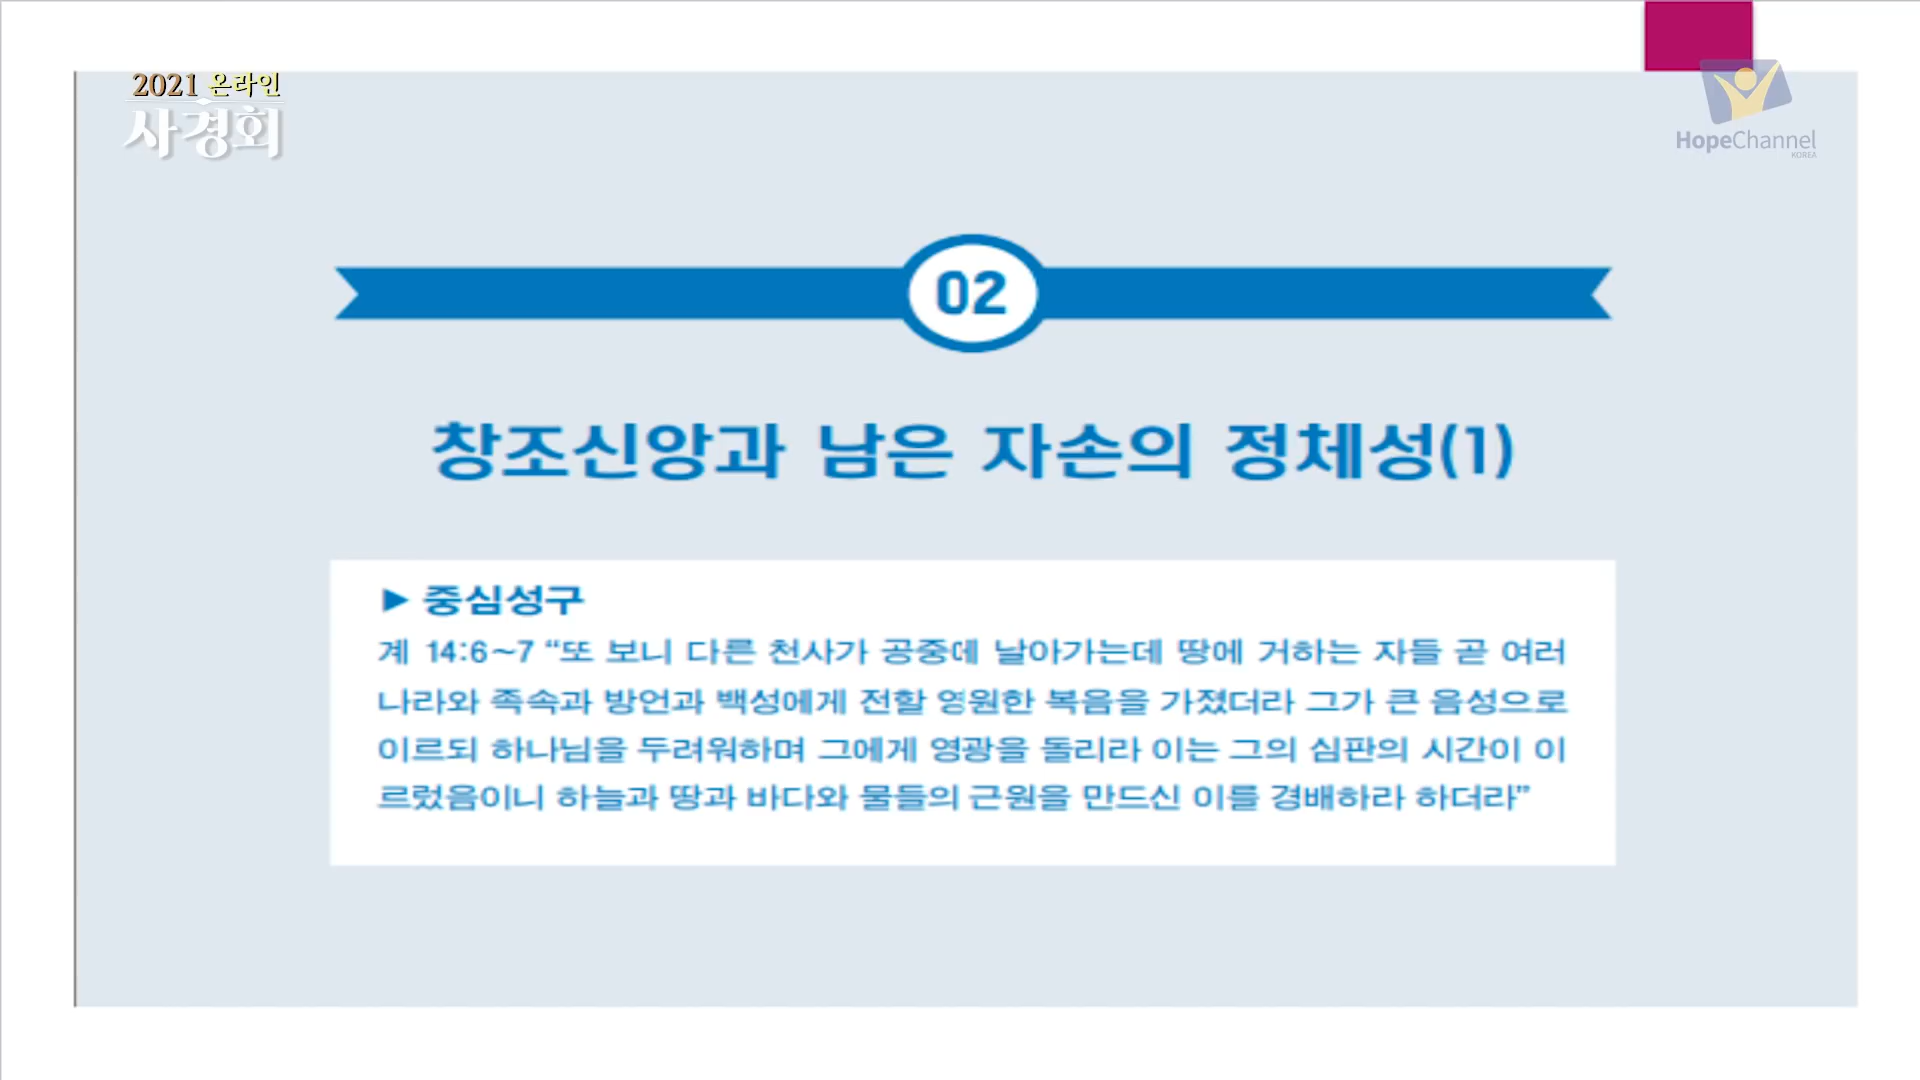 2021 온라인
사경회
HopeChannel
KOREA
02
창조신앙과 남은 자손의 정체성(1)
▶ 중심성구
계 14:6~7 “또 보니 다른 천사가 공중에 날아가는데 땅에 거하는 자들 곧 여러
나라와 족속과 방언과 백성에게 전할 영원한 복음을 가졌더라 그가 큰 음성으로
이르되 하나님을 두려워하며 그에게 영광을 돌리라 이는 그의 심판의 시간이 이
르렀음이니 하늘과 땅과 바다와 물들의 근원을 만드신 이를 경배하라 하더라”